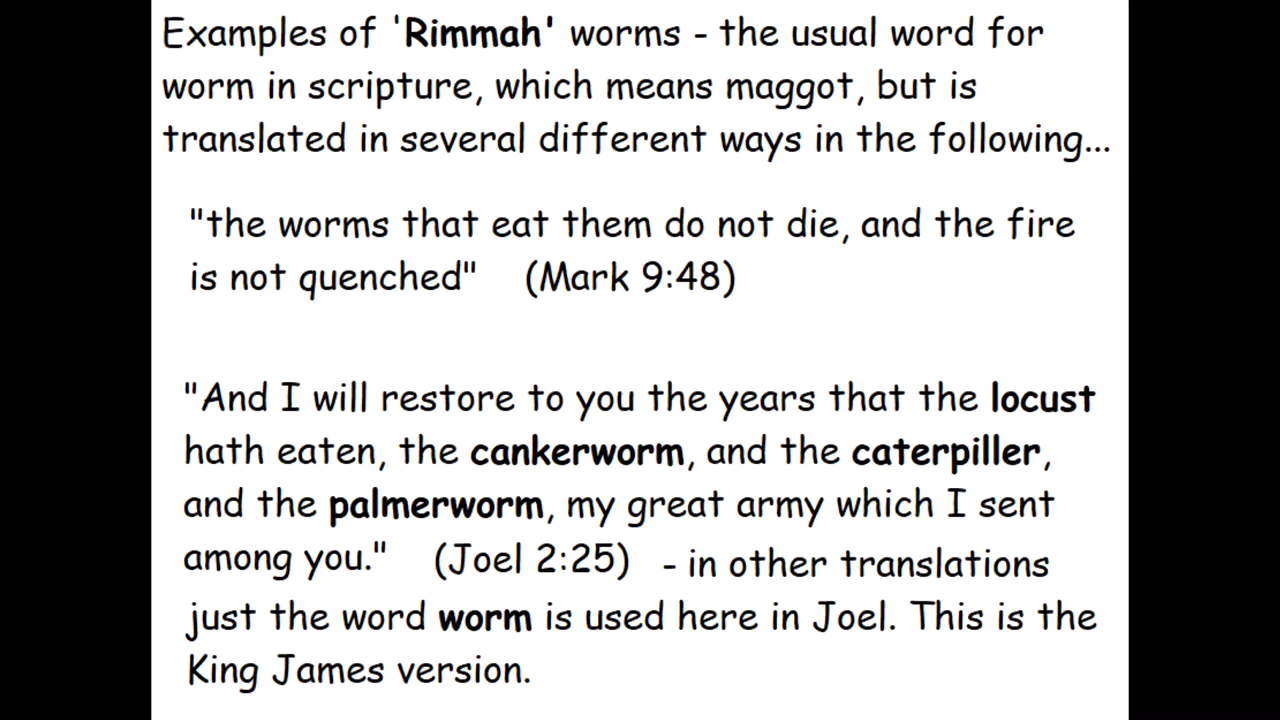 Examples of 'Rimmah' worms - the usual word for
worm in scripture, which means maggot, but is
translated in several different ways in the following...
"the worms that eat them do not die, and the fire
is not quenched" (Mark 9:48)
"And I will restore to you the years that the locust
hath eaten, the cankerworm, and the caterpiller,
and the palmerworm, my great army which I sent
among you." (Joel 2:25) - in other translations
just the word worm is used here in Joel. This is the
King James version.